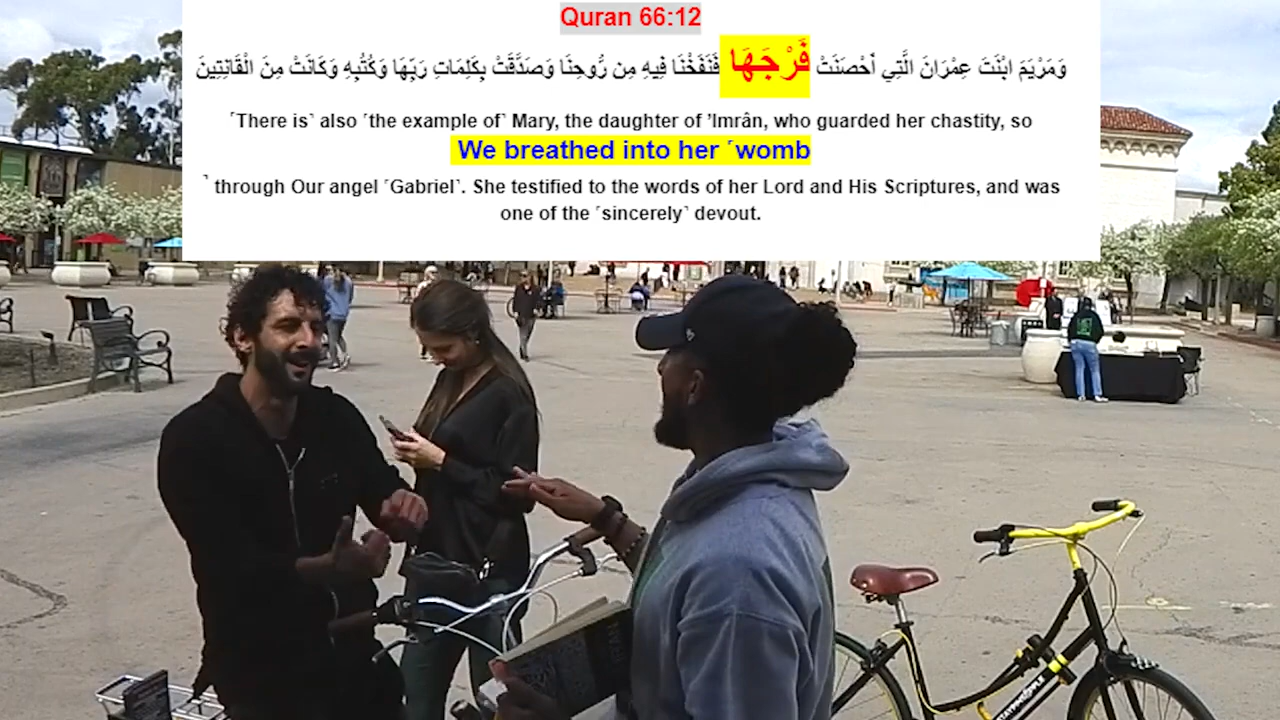 Quran 66:12
وَمَرْيَمَ ابْنَتَ عِمْرَانَ الَّتِي أَحْصَنَتْ فَرْجَهَا فَنَفَخْنَا فِيهِ مِن رُّوحِنَا وَصَدَّقَتْ بِكَلِمَاتِ رَبِّهَا وَكُتُبِهِ وَكَانَتْ مِنَ الْقَانِتِينَ
˹There is˺ also ˹the example of˺ Mary, the daughter of ’Imrân, who guarded her chastity, so
We breathed into her ˹womb
˺ through Our angel ˹Gabriel˺. She testified to the words of her Lord and His Scriptures, and was
one of the ˹sincerely˺ devout.